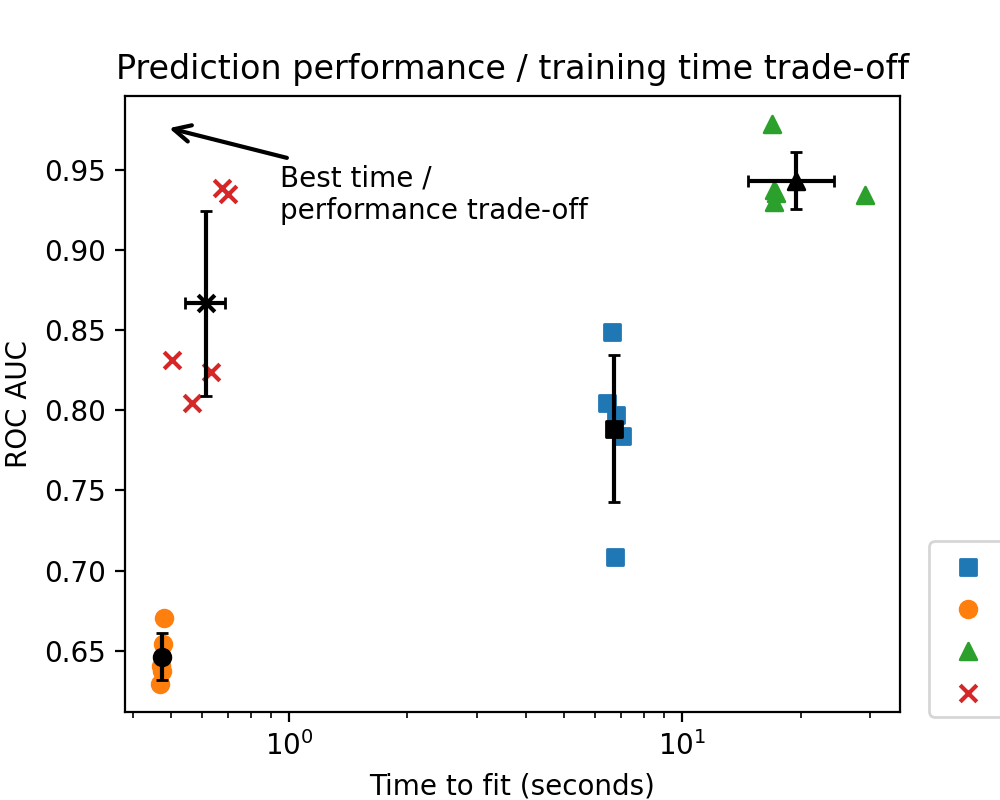 Prediction performance / training time trade-off
Best time /
performance trade-off
0.95
0.90
0.85
0.80
0.75
0.70
0.65
ROC AUC
10⁰
10¹
Time to fit (seconds)